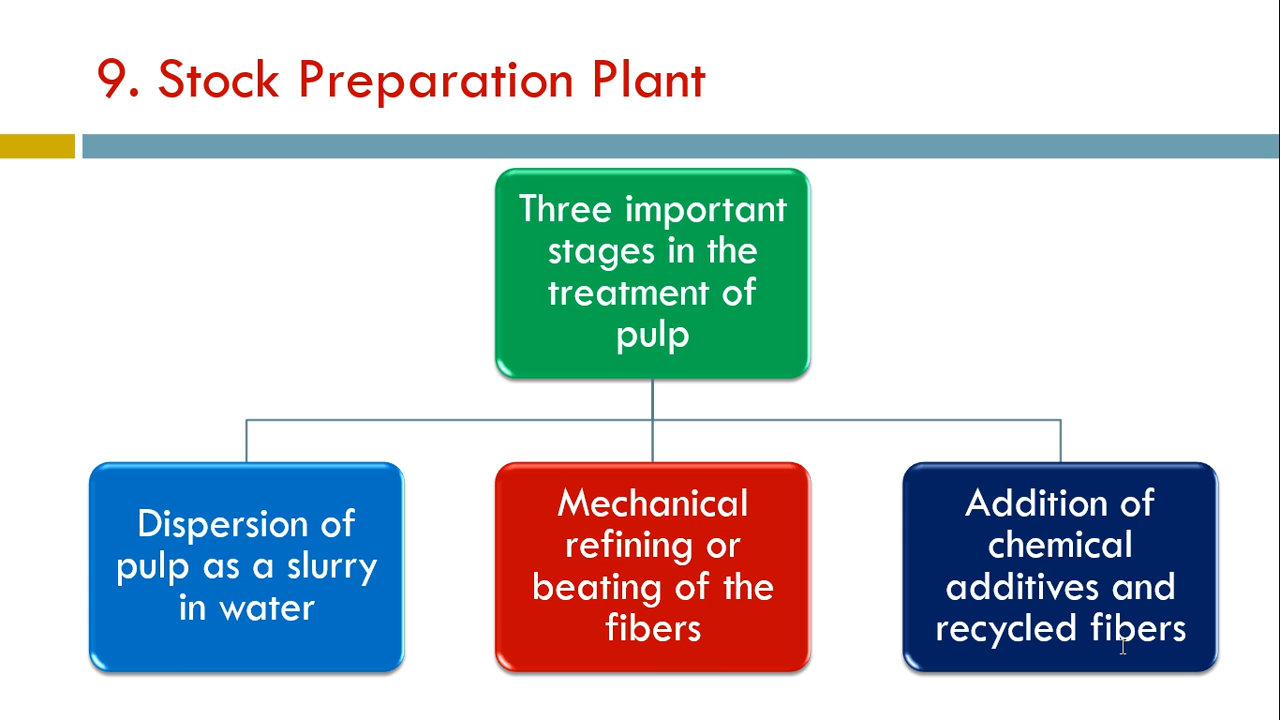 9. Stock Preparation Plant
Three important
stages in the
treatment of
pulp
Dispersion of
pulp as a slurry
in water
Mechanical
refining or
beating of the
fibers
Addition of
chemical
additives and
recycled fibers